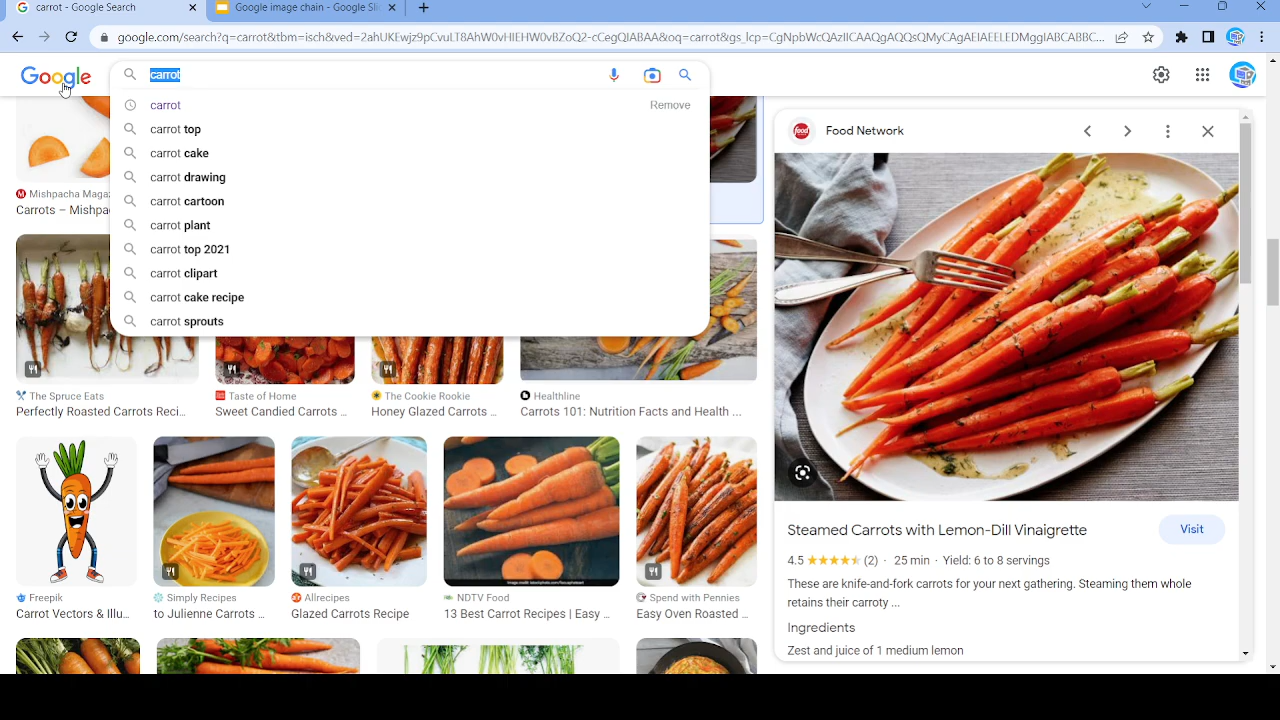 carrot - Google Search
Google image chain - Google Sli
google.com/search?q=carrot&tbm=isch&ved=2ahUKEwjz9pCvuLT8AhW0vHIEHW0vBZoQ2-cCegQIABAA&oq=carrot&gs_lcp=CgNpbWcQAzIICAAQgAQQsQMyCAgAEIAEELEDMggIABCABBC...
Google
carrot
carrot
Remove
carrot top
carrot cake
carrot drawing
carrot cartoon
carrot plant
carrot top 2021
carrot clipart
carrot cake recipe
carrot sprouts
Mishpacha Magaz
Carrots – Mishpa
The Spruce Eats
Perfectly Roasted Carrots Reci...
Taste of Home
Sweet Candied Carrots ...
The Cookie Rookie
Honey Glazed Carrots ...
Healthline
Carrots 101: Nutrition Facts and Health ...
Freepik
Carrot Vectors & Illu...
Simply Recipes
to Julienne Carrots ...
Allrecipes
Glazed Carrots Recipe
NDTV Food
13 Best Carrot Recipes | Easy ...
Spend with Pennies
Easy Oven Roasted ...
food
Food Network
Steamed Carrots with Lemon-Dill Vinaigrette
Visit
4.5 ★★★★★ (2) · 25 min · Yield: 6 to 8 servings
These are knife-and-fork carrots for your next gathering. Steaming them whole
retains their carroty ...
Ingredients
Zest and juice of 1 medium lemon